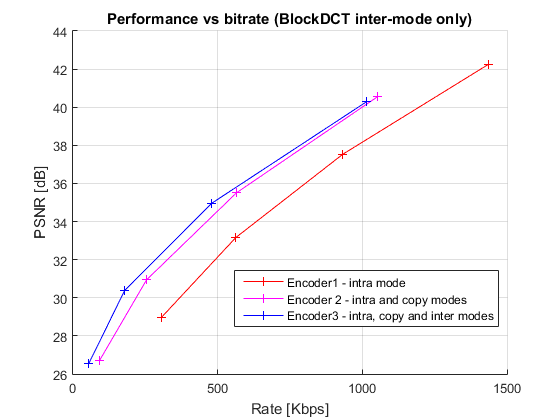 Performance vs bitrate (BlockDCT inter-mode only)
44
42
40
38
36
34
32
30
28
26
PSNR [dB]
Encoder1 - intra mode
Encoder 2 - intra and copy modes
Encoder3 - intra, copy and inter modes
0 500 1000 1500
Rate [Kbps]